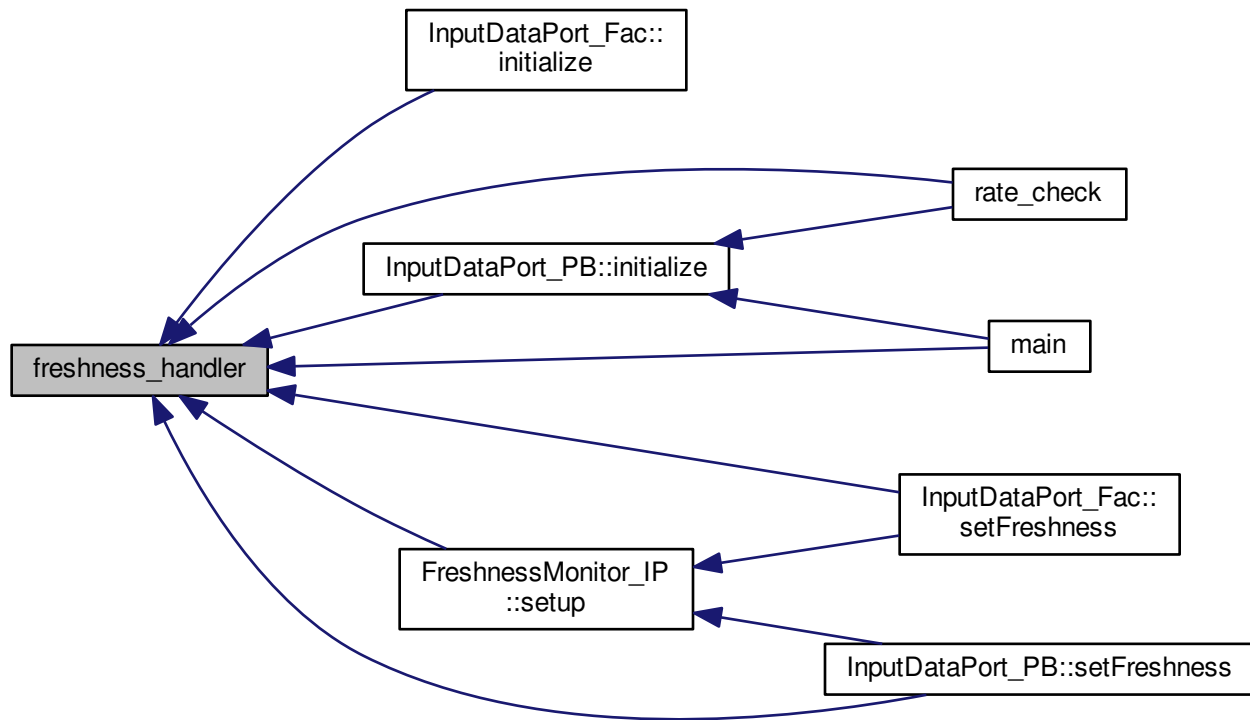 InputDataPort_Fac::
initialize
rate_check
InputDataPort_PB::initialize
main
freshness_handler
InputDataPort_Fac::
setFreshness
FreshnessMonitor_IP
::setup
InputDataPort_PB::setFreshness